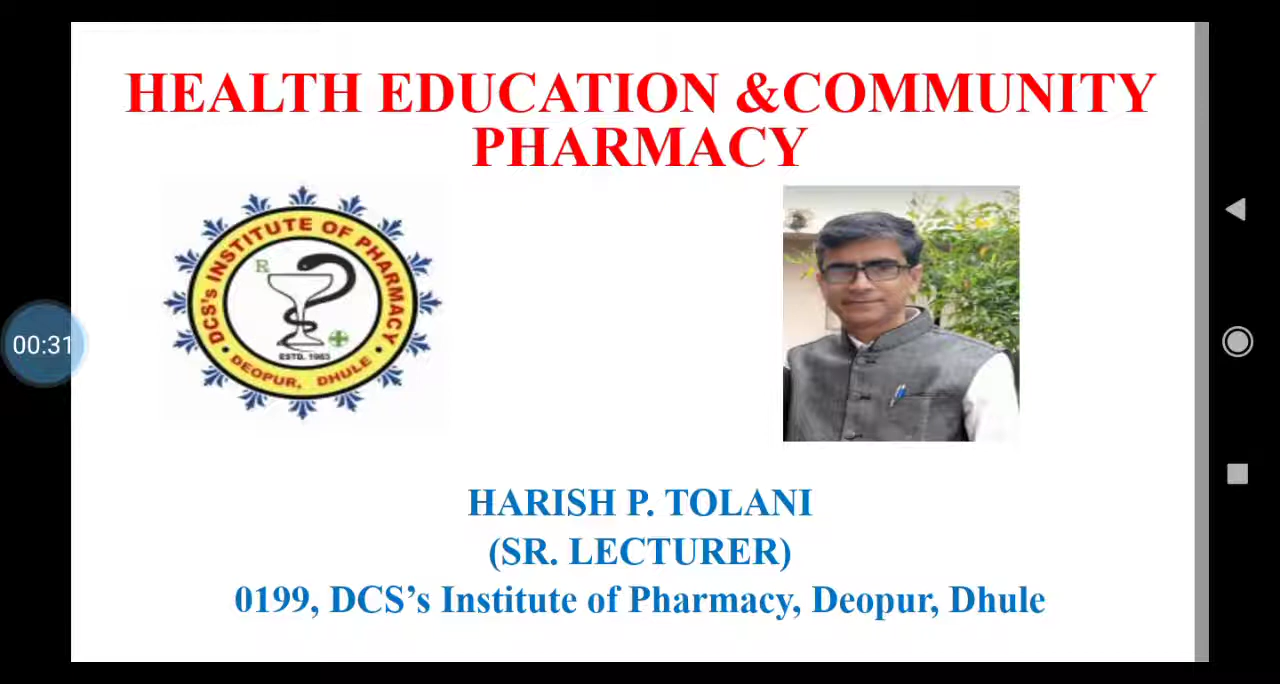 HEALTH EDUCATION &COMMUNITY
PHARMACY
DCS's INSTITUTE OF PHARMACY
R
ESTD. 1983
DEOPUR, DHULE
00:31
HARISH P. TOLANI
(SR. LECTURER)
0199, DCS’s Institute of Pharmacy, Deopur, Dhule